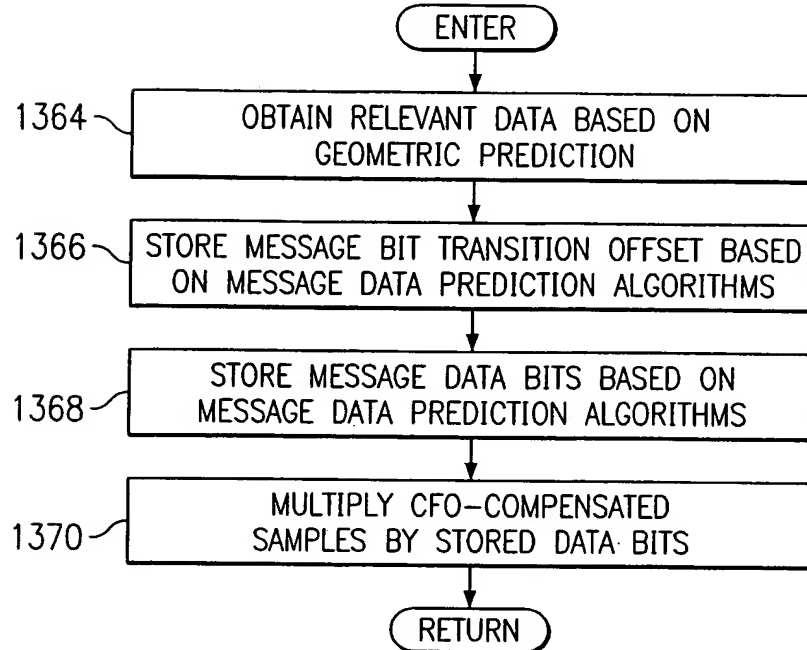 ENTER
1364
OBTAIN RELEVANT DATA BASED ON
GEOMETRIC PREDICTION
1366
STORE MESSAGE BIT TRANSITION OFFSET BASED
ON MESSAGE DATA PREDICTION ALGORITHMS
1368
STORE MESSAGE DATA BITS BASED ON
MESSAGE DATA PREDICTION ALGORITHMS
1370
MULTIPLY CFO-COMPENSATED
SAMPLES BY STORED DATA BITS
RETURN